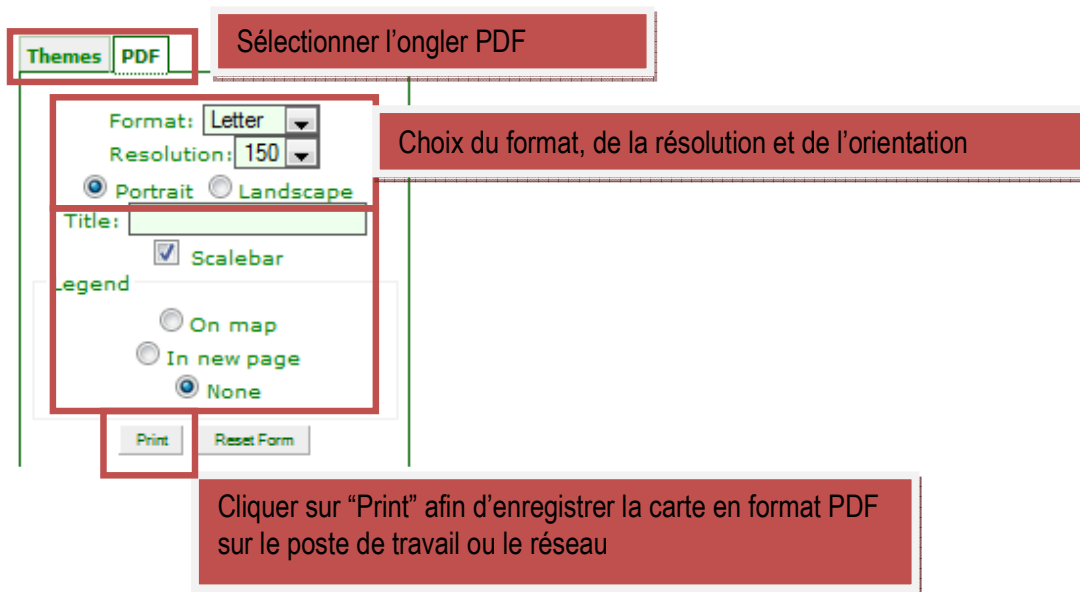 Themes PDF
Sélectionner l’ongler PDF
Format: Letter
Resolution: 150
Portrait Landscape
Choix du format, de la résolution et de l’orientation
Title:
Scalebar
Legend
On map
In new page
None
Print Reset Form
Cliquer sur “Print” afin d’enregistrer la carte en format PDF
sur le poste de travail ou le réseau